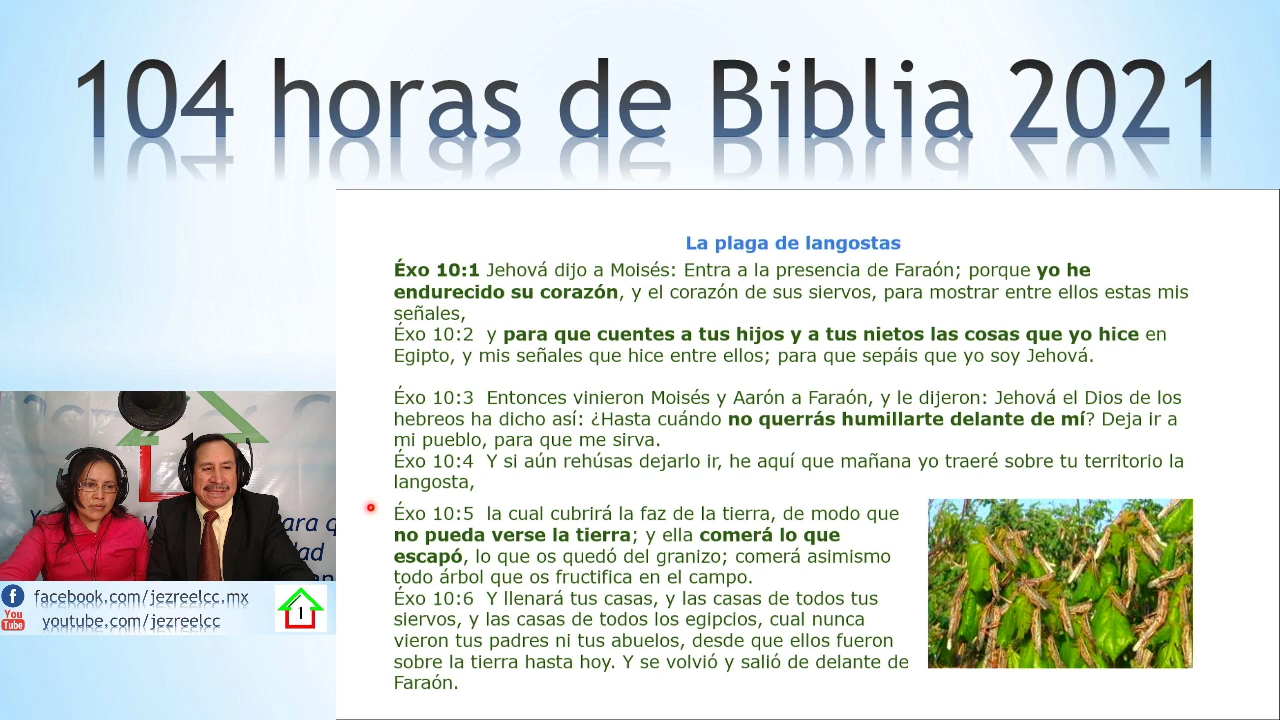 104 horas de Biblia 2021
La plaga de langostas
Éxo 10:1 Jehová dijo a Moisés: Entra a la presencia de Faraón; porque yo he
endurecido su corazón, y el corazón de sus siervos, para mostrar entre ellos estas mis
señales,
Éxo 10:2 y para que cuentes a tus hijos y a tus nietos las cosas que yo hice en
Egipto, y mis señales que hice entre ellos; para que sepáis que yo soy Jehová.
Éxo 10:3 Entonces vinieron Moisés y Aarón a Faraón, y le dijeron: Jehová el Dios de los
hebreos ha dicho así: ¿Hasta cuándo no querrás humillarte delante de mí? Deja ir a
mi pueblo, para que me sirva.
Éxo 10:4 Y si aún rehúsas dejarlo ir, he aquí que mañana yo traeré sobre tu territorio la
langosta,
Éxo 10:5 la cual cubrirá la faz de la tierra, de modo que
no pueda verse la tierra; y ella comerá lo que
escapó, lo que os quedó del granizo; comerá asimismo
todo árbol que os fructifica en el campo.
Éxo 10:6 Y llenará tus casas, y las casas de todos tus
siervos, y las casas de todos los egipcios, cual nunca
vieron tus padres ni tus abuelos, desde que ellos fueron
sobre la tierra hasta hoy. Y se volvió y salió de delante de
Faraón.
facebook.com/jezreelcc.mx
You
Tube
youtube.com/jezreelcc